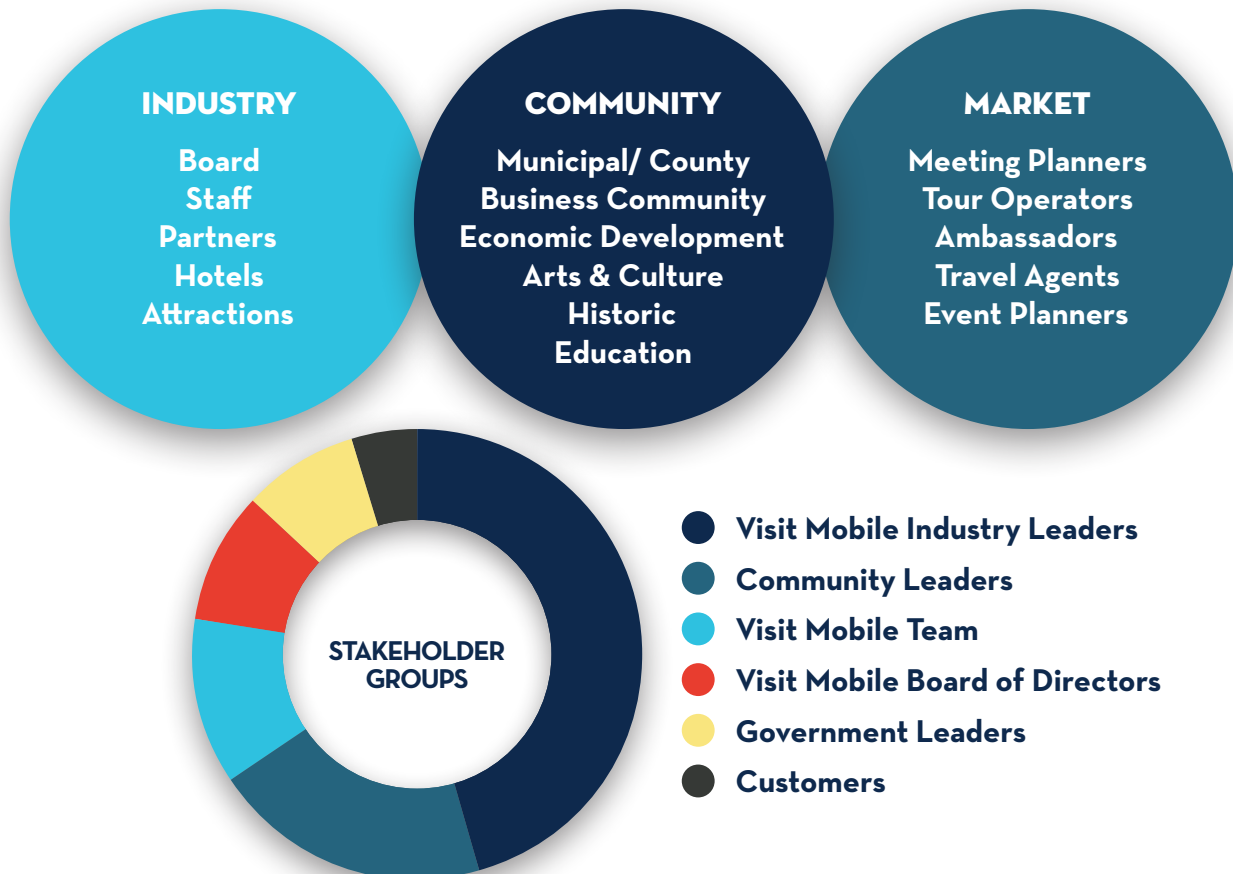 INDUSTRY
Board
Staff
Partners
Hotels
Attractions
COMMUNITY
Municipal/ County
Business Community
Economic Development
Arts & Culture
Historic
Education
MARKET
Meeting Planners
Tour Operators
Ambassadors
Travel Agents
Event Planners
STAKEHOLDER
GROUPS
Visit Mobile Industry Leaders
Community Leaders
Visit Mobile Team
Visit Mobile Board of Directors
Government Leaders
Customers